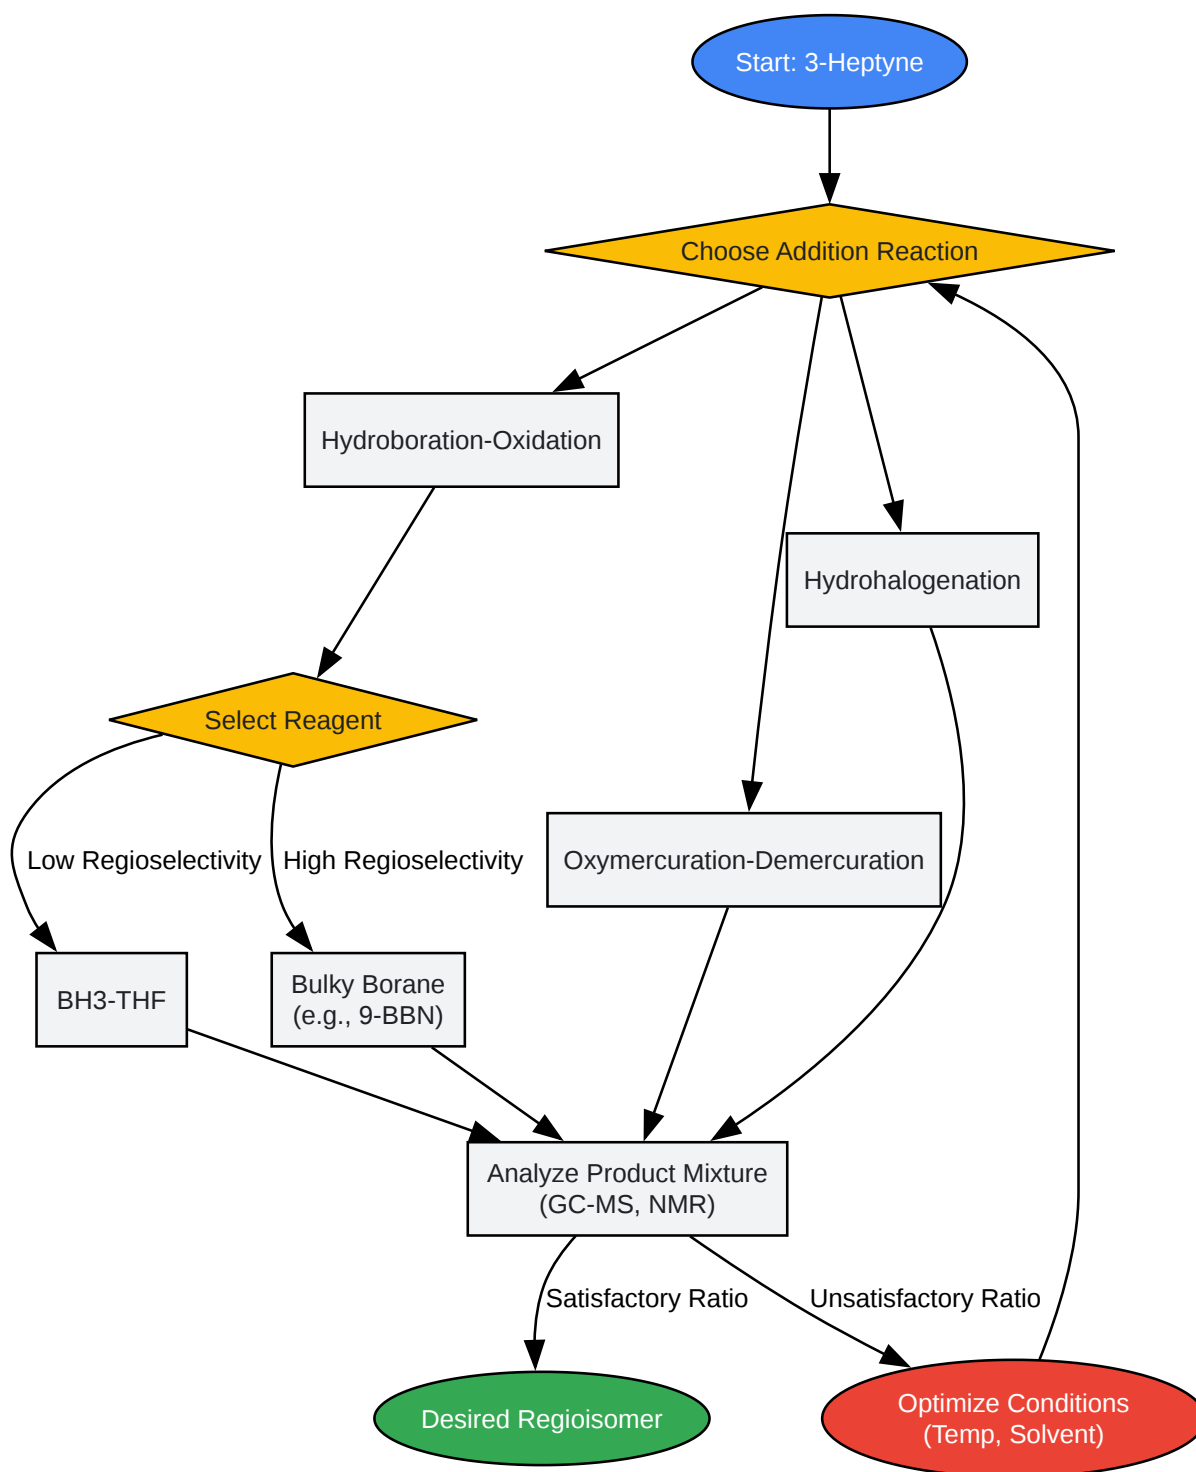 Start: 3-Heptyne
Choose Addition Reaction
Hydroboration-Oxidation
Hydrohalogenation
Select Reagent
Low Regioselectivity
High Regioselectivity
Oxymercuration-Demercuration
BH3-THF
Bulky Borane
(e.g., 9-BBN)
Analyze Product Mixture
(GC-MS, NMR)
Satisfactory Ratio
Unsatisfactory Ratio
Desired Regioisomer
Optimize Conditions
(Temp, Solvent)